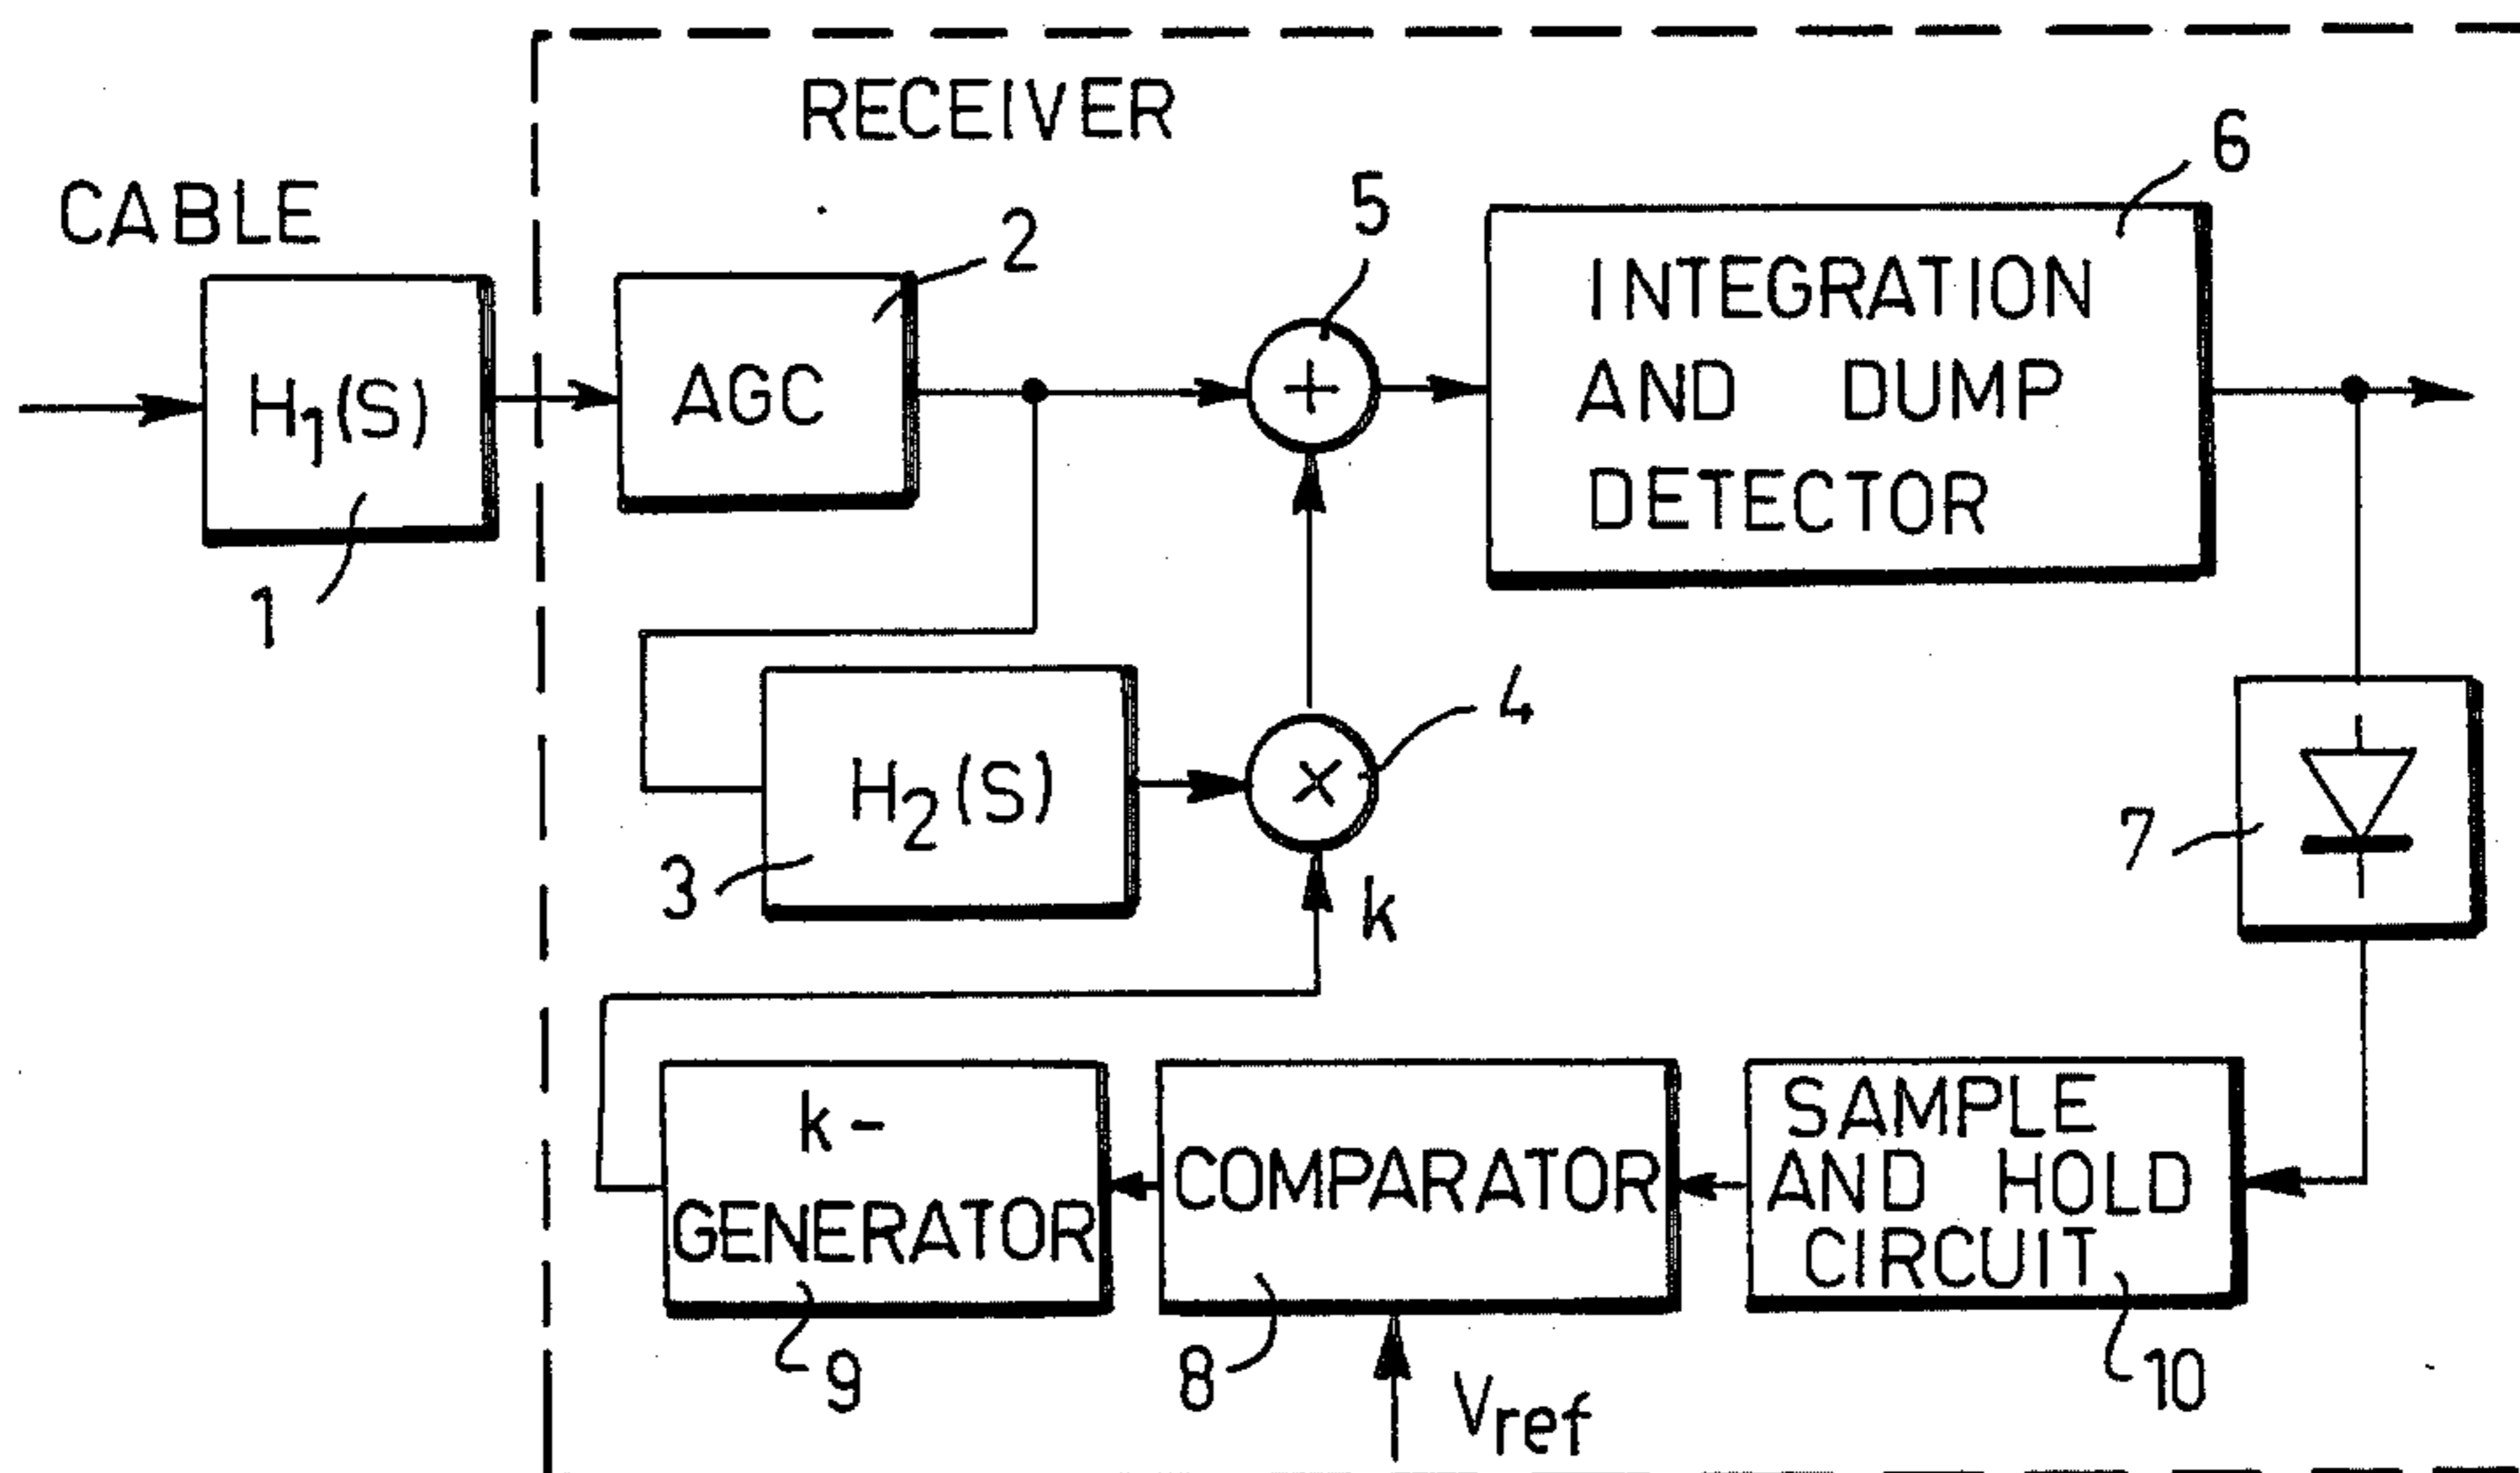 RECEIVER
CABLE
H1(S)
1
AGC
2
+
5
INTEGRATION
AND DUMP
DETECTOR
6
H2(S)
3
×
4
k
7
k-
GENERATOR
9
COMPARATOR
8
Vref
SAMPLE
AND HOLD
CIRCUIT
10